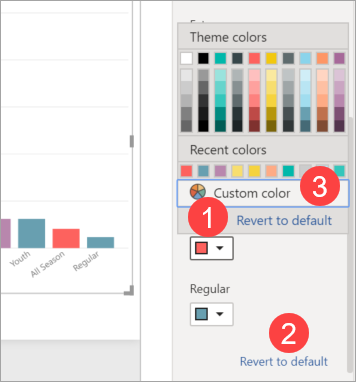 Theme colors
Recent colors
Custom color
3
1
Revert to default
Youth
All Season
Regular
Regular
2
Revert to default